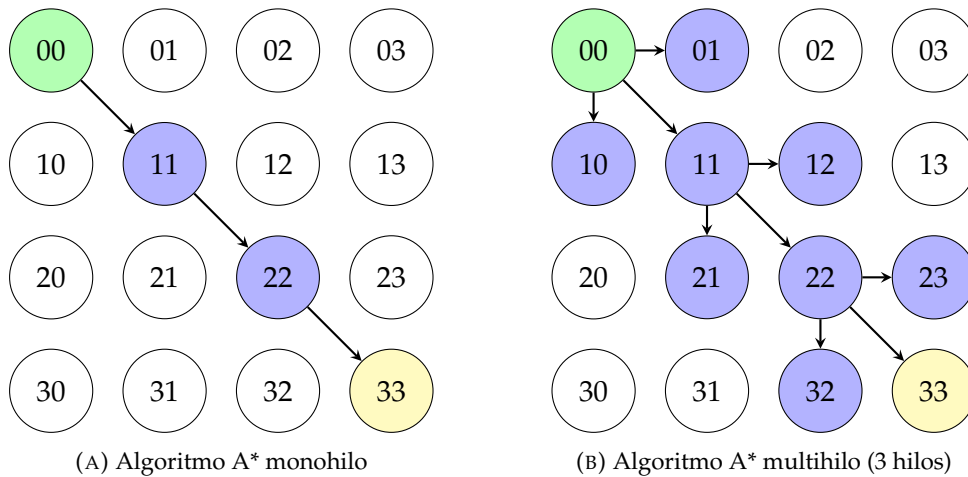 00 01 02 03 00 01 02 03
10 11 12 13 10 11 12 13
20 21 22 23 20 21 22 23
30 31 32 33 30 31 32 33
(A) Algoritmo A* monohilo
(B) Algoritmo A* multihilo (3 hilos)